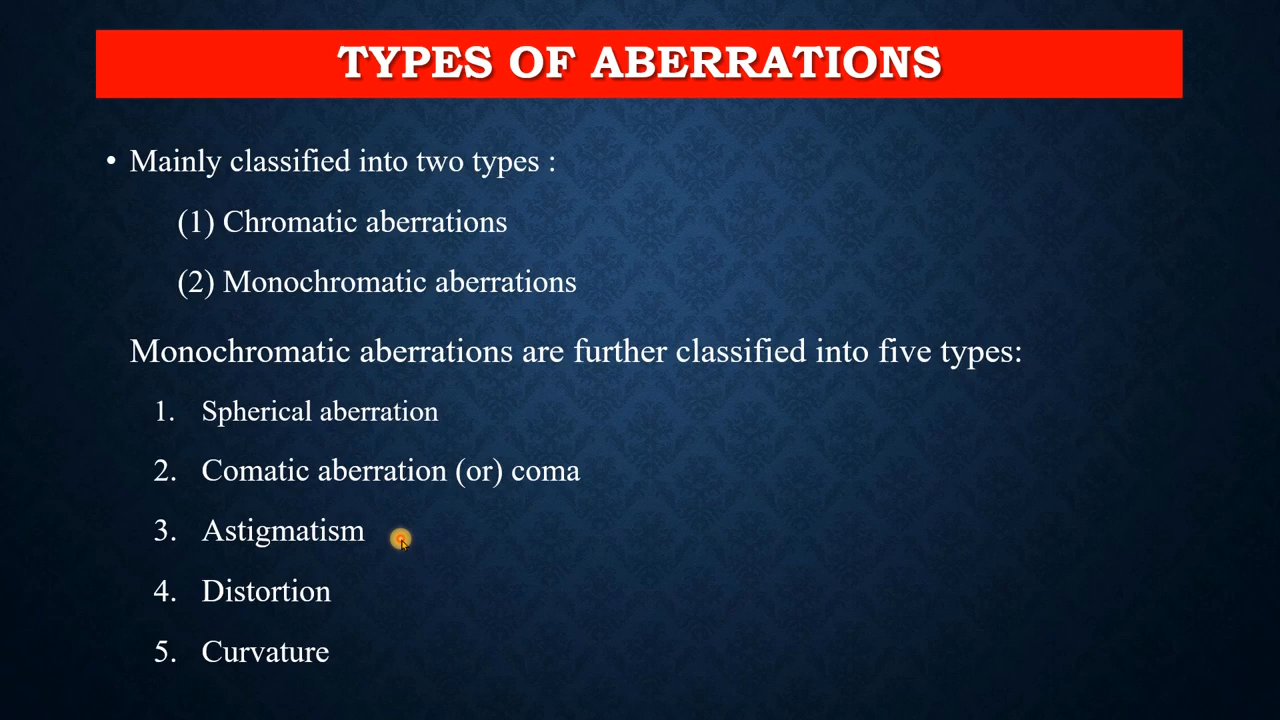 TYPES OF ABERRATIONS
• Mainly classified into two types :
(1) Chromatic aberrations
(2) Monochromatic aberrations
Monochromatic aberrations are further classified into five types:
1. Spherical aberration
2. Comatic aberration (or) coma
3. Astigmatism
4. Distortion
5. Curvature